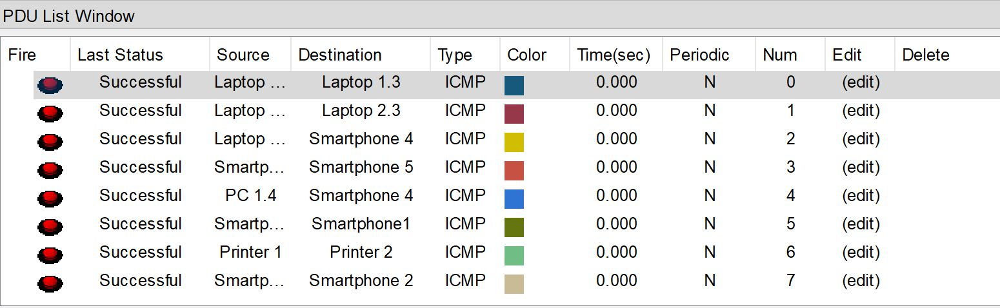 PDU List Window
Fire Last Status Source Destination Type Color Time(sec) Periodic Num Edit Delete
Successful Laptop ... Laptop 1.3 ICMP 0.000 N 0 (edit)
Successful Laptop ... Laptop 2.3 ICMP 0.000 N 1 (edit)
Successful Laptop ... Smartphone 4 ICMP 0.000 N 2 (edit)
Successful Smartp... Smartphone 5 ICMP 0.000 N 3 (edit)
Successful PC 1.4 Smartphone 4 ICMP 0.000 N 4 (edit)
Successful Smartp... Smartphone1 ICMP 0.000 N 5 (edit)
Successful Printer 1 Printer 2 ICMP 0.000 N 6 (edit)
Successful Smartp... Smartphone 2 ICMP 0.000 N 7 (edit)